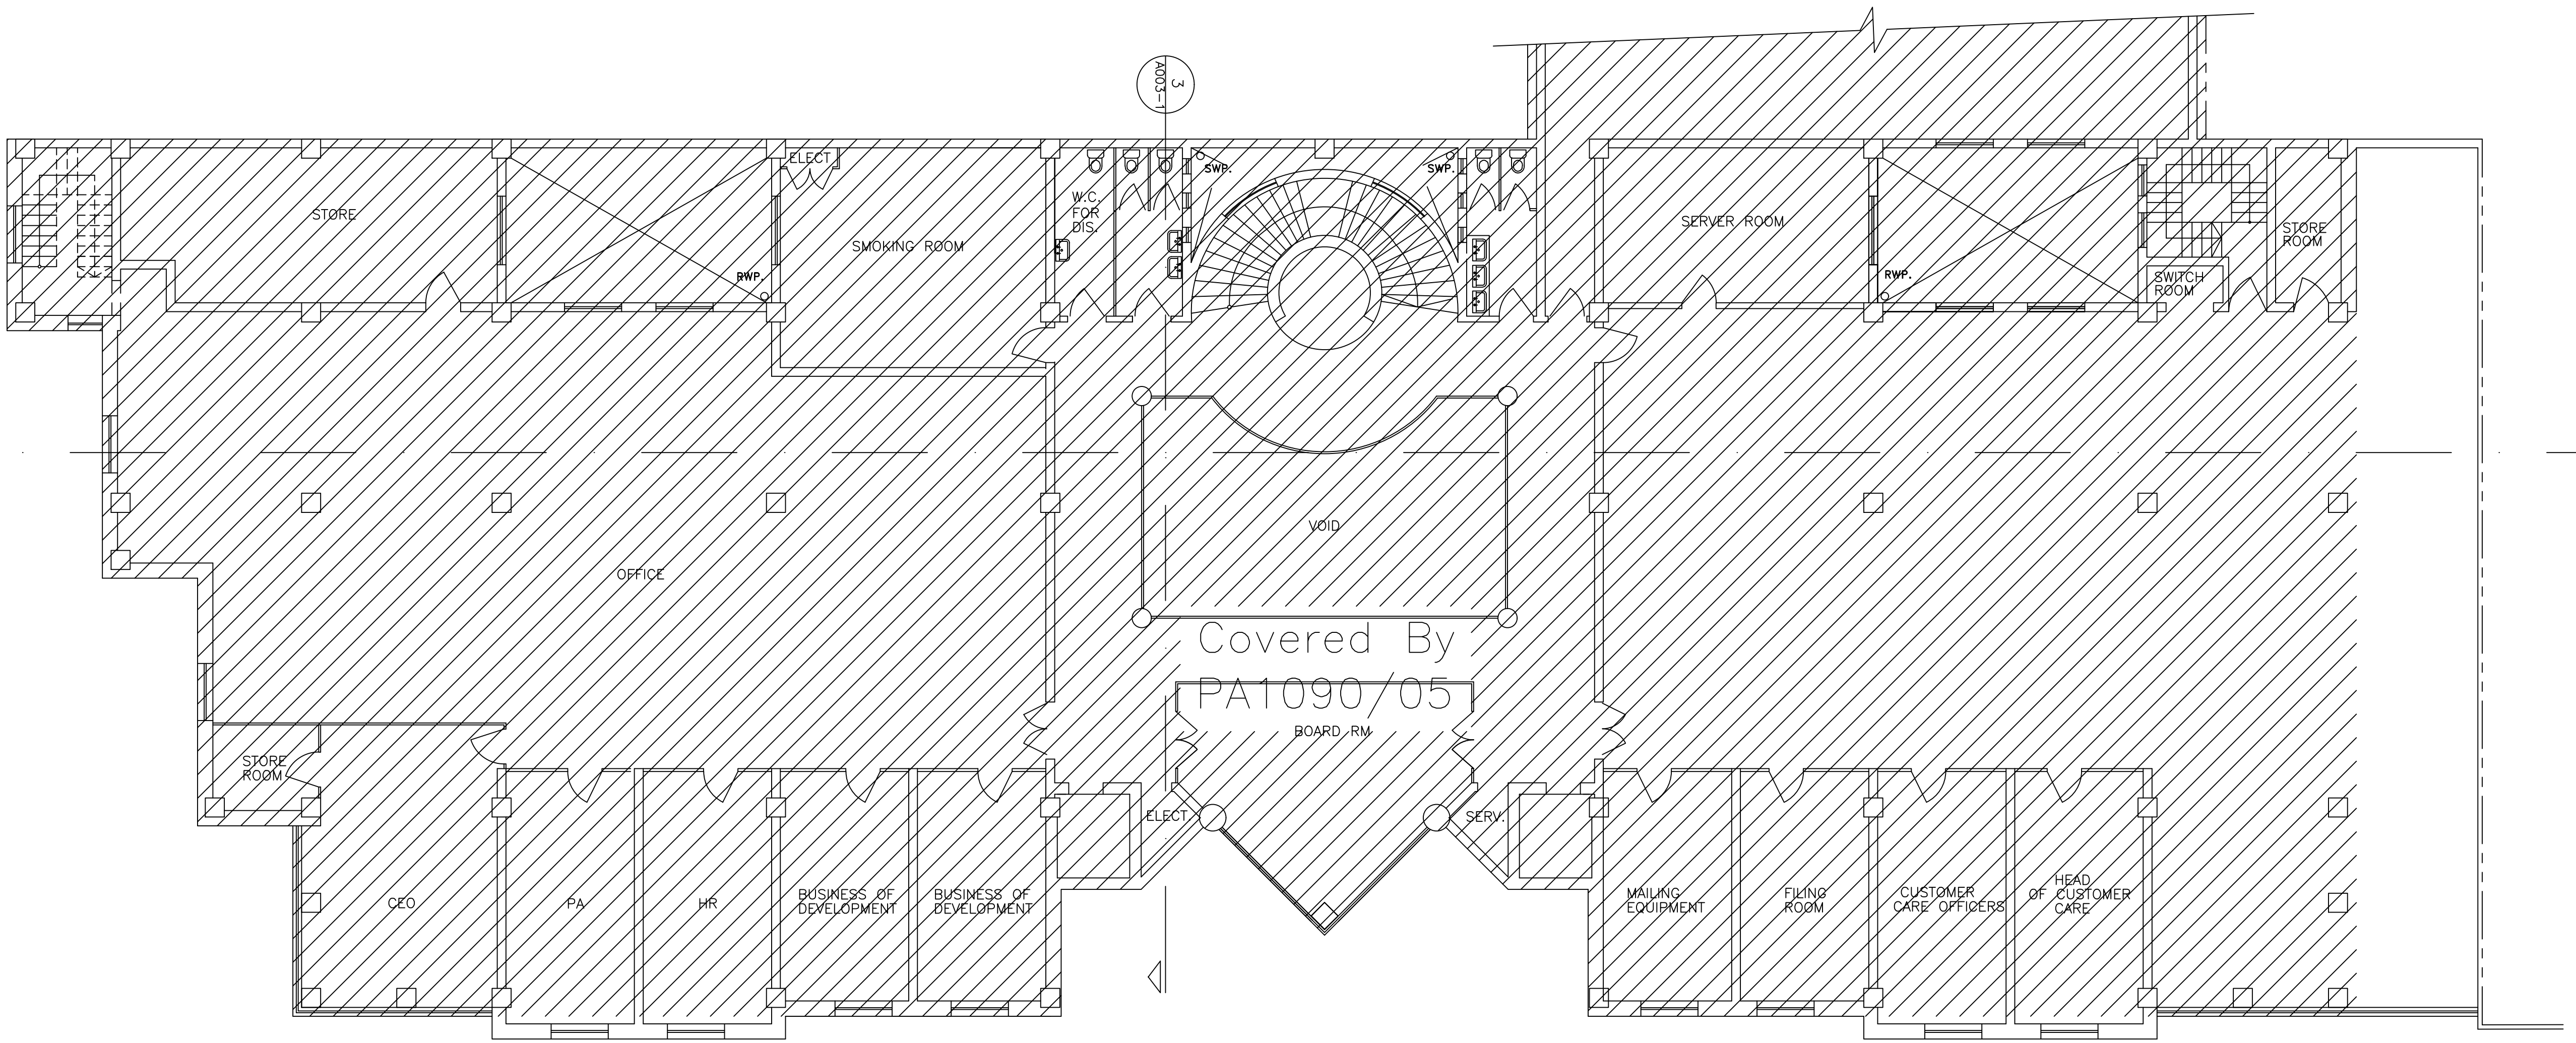 3
A003-1
ELECT
STORE
W.C.
FOR
DIS.
SWP.
SWP.
SMOKING ROOM
SERVER ROOM
STORE
ROOM
RWP.
RWP.
SWITCH
ROOM
VOID
OFFICE
Covered By
PA1090/05
BOARD RM
STORE
ROOM
ELECT
SERV.
CEO
PA
HR
BUSINESS OF
DEVELOPMENT
BUSINESS OF
DEVELOPMENT
MAILING
EQUIPMENT
FILING
ROOM
CUSTOMER
CARE OFFICERS
HEAD
OF CUSTOMER
CARE